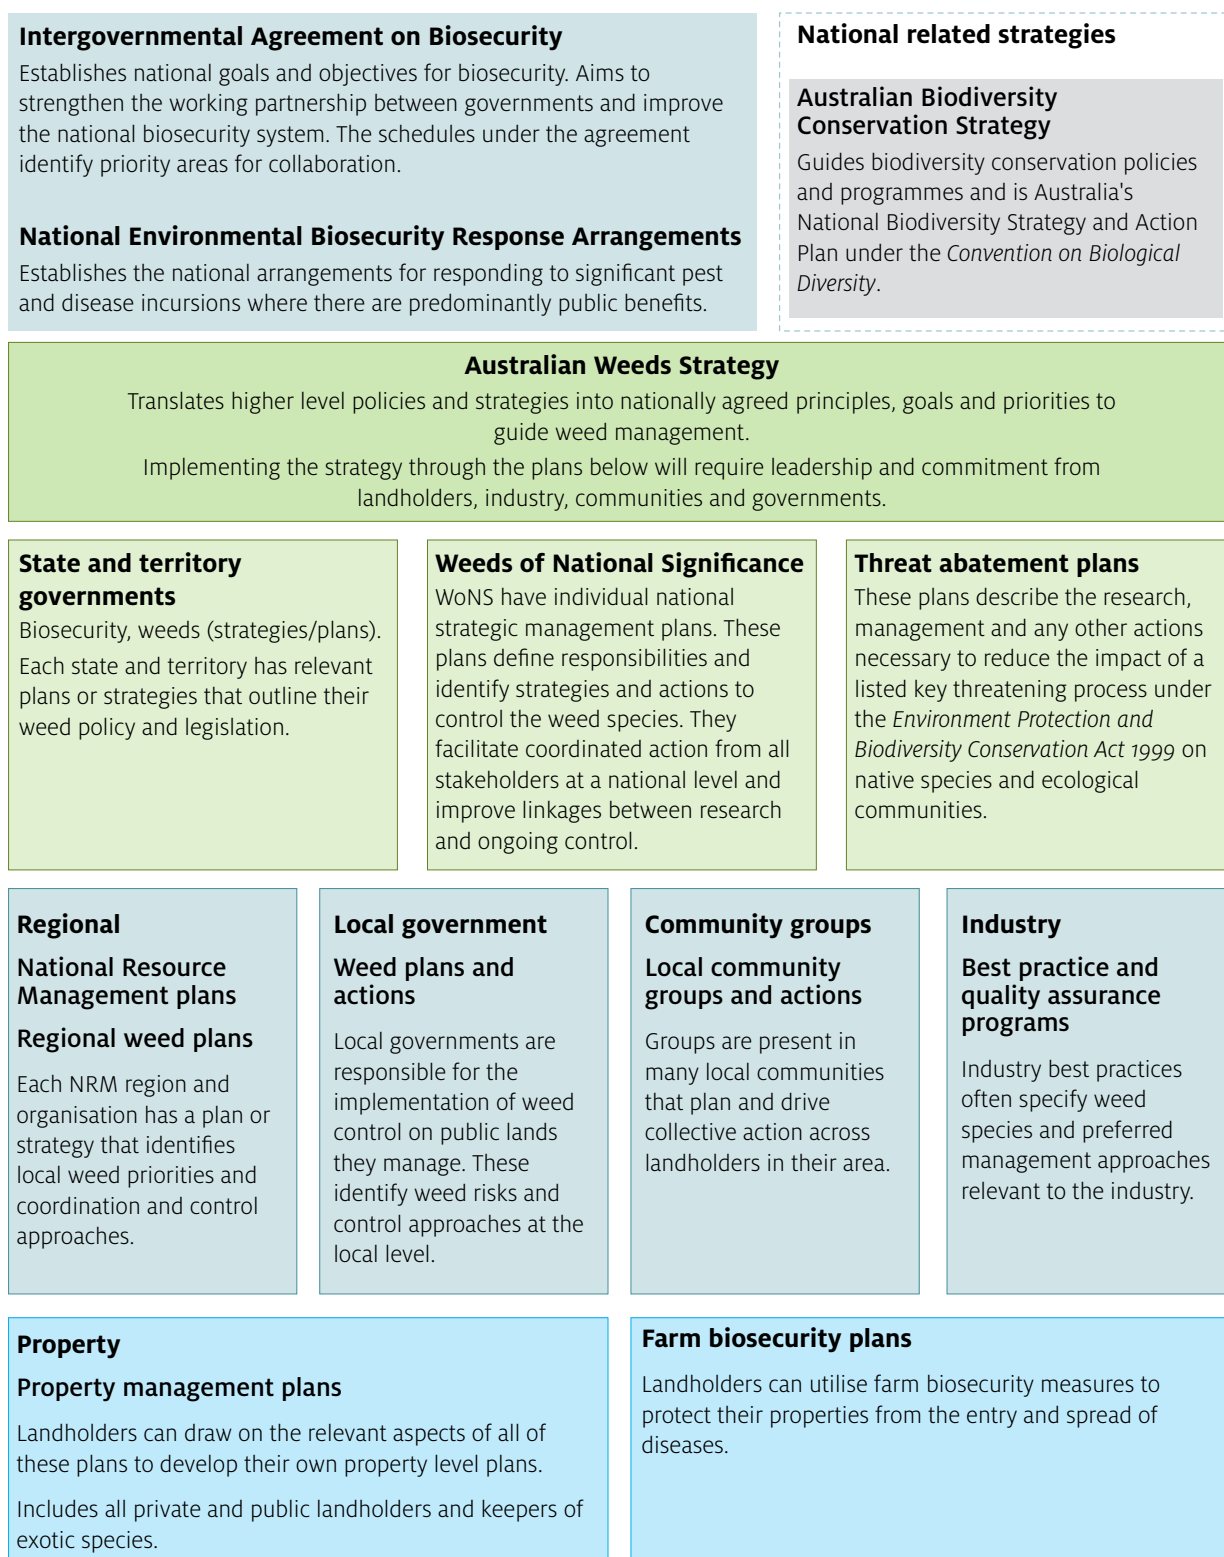 Intergovernmental Agreement on Biosecurity
Establishes national goals and objectives for biosecurity. Aims to
strengthen the working partnership between governments and improve
the national biosecurity system. The schedules under the agreement
identify priority areas for collaboration.
National Environmental Biosecurity Response Arrangements
Establishes the national arrangements for responding to significant pest
and disease incursions where there are predominantly public benefits.
National related strategies
Australian Biodiversity
Conservation Strategy
Guides biodiversity conservation policies
and programmes and is Australia's
National Biodiversity Strategy and Action
Plan under the Convention on Biological
Diversity.
Australian Weeds Strategy
Translates higher level policies and strategies into nationally agreed principles, goals and priorities to
guide weed management.
Implementing the strategy through the plans below will require leadership and commitment from
landholders, industry, communities and governments.
State and territory
governments
Biosecurity, weeds (strategies/plans).
Each state and territory has relevant
plans or strategies that outline their
weed policy and legislation.
Weeds of National Significance
WoNS have individual national
strategic management plans. These
plans define responsibilities and
identify strategies and actions to
control the weed species. They
facilitate coordinated action from all
stakeholders at a national level and
improve linkages between research
and ongoing control.
Threat abatement plans
These plans describe the research,
management and any other actions
necessary to reduce the impact of a
listed key threatening process under
the Environment Protection and
Biodiversity Conservation Act 1999 on
native species and ecological
communities.
Regional
National Resource
Management plans
Regional weed plans
Each NRM region and
organisation has a plan or
strategy that identifies
local weed priorities and
coordination and control
approaches.
Local government
Weed plans and
actions
Local governments are
responsible for the
implementation of weed
control on public lands
they manage. These
identify weed risks and
control approaches at the
local level.
Community groups
Local community
groups and actions
Groups are present in
many local communities
that plan and drive
collective action across
landholders in their area.
Industry
Best practice and
quality assurance
programs
Industry best practices
often specify weed
species and preferred
management approaches
relevant to the industry.
Property
Property management plans
Landholders can draw on the relevant aspects of all of
these plans to develop their own property level plans.
Includes all private and public landholders and keepers of
exotic species.
Farm biosecurity plans
Landholders can utilise farm biosecurity measures to
protect their properties from the entry and spread of
diseases.